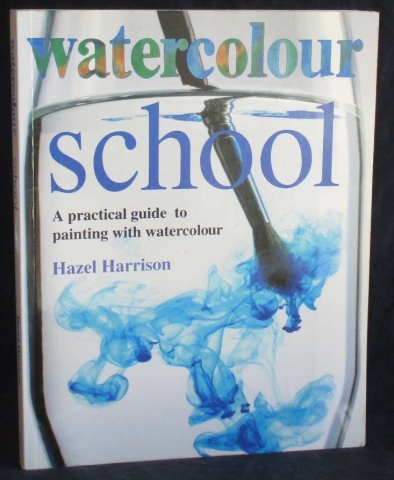 watercolour
school
A practical guide to
painting with watercolour
Hazel Harrison